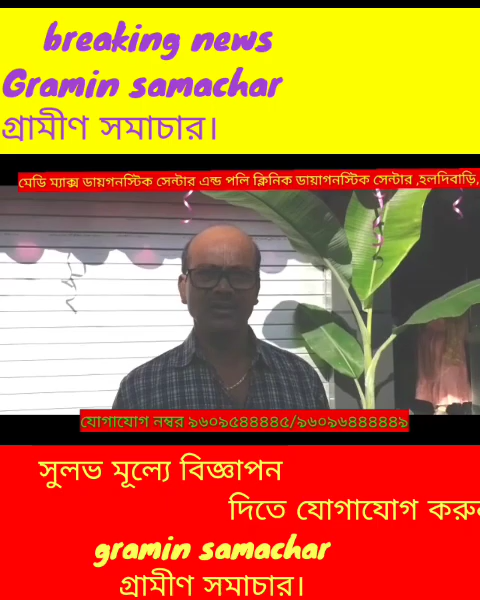 breaking news
Gramin samachar
গ্রামীণ সমাচার।
মেডি ম্যাক্স ডায়গনস্টিক সেন্টার এন্ড পলি ক্লিনিক ডায়াগনস্টিক সেন্টার ,হলদিবাড়ি,
যোগাযোগ নম্বর ৯৬০৯৫৪৪৪৪৫/৯৬০৯৬৪৪৪৪৯
সুলভ মূল্যে বিজ্ঞাপন
দিতে যোগাযোগ করুন
gramin samachar
গ্রামীণ সমাচার।